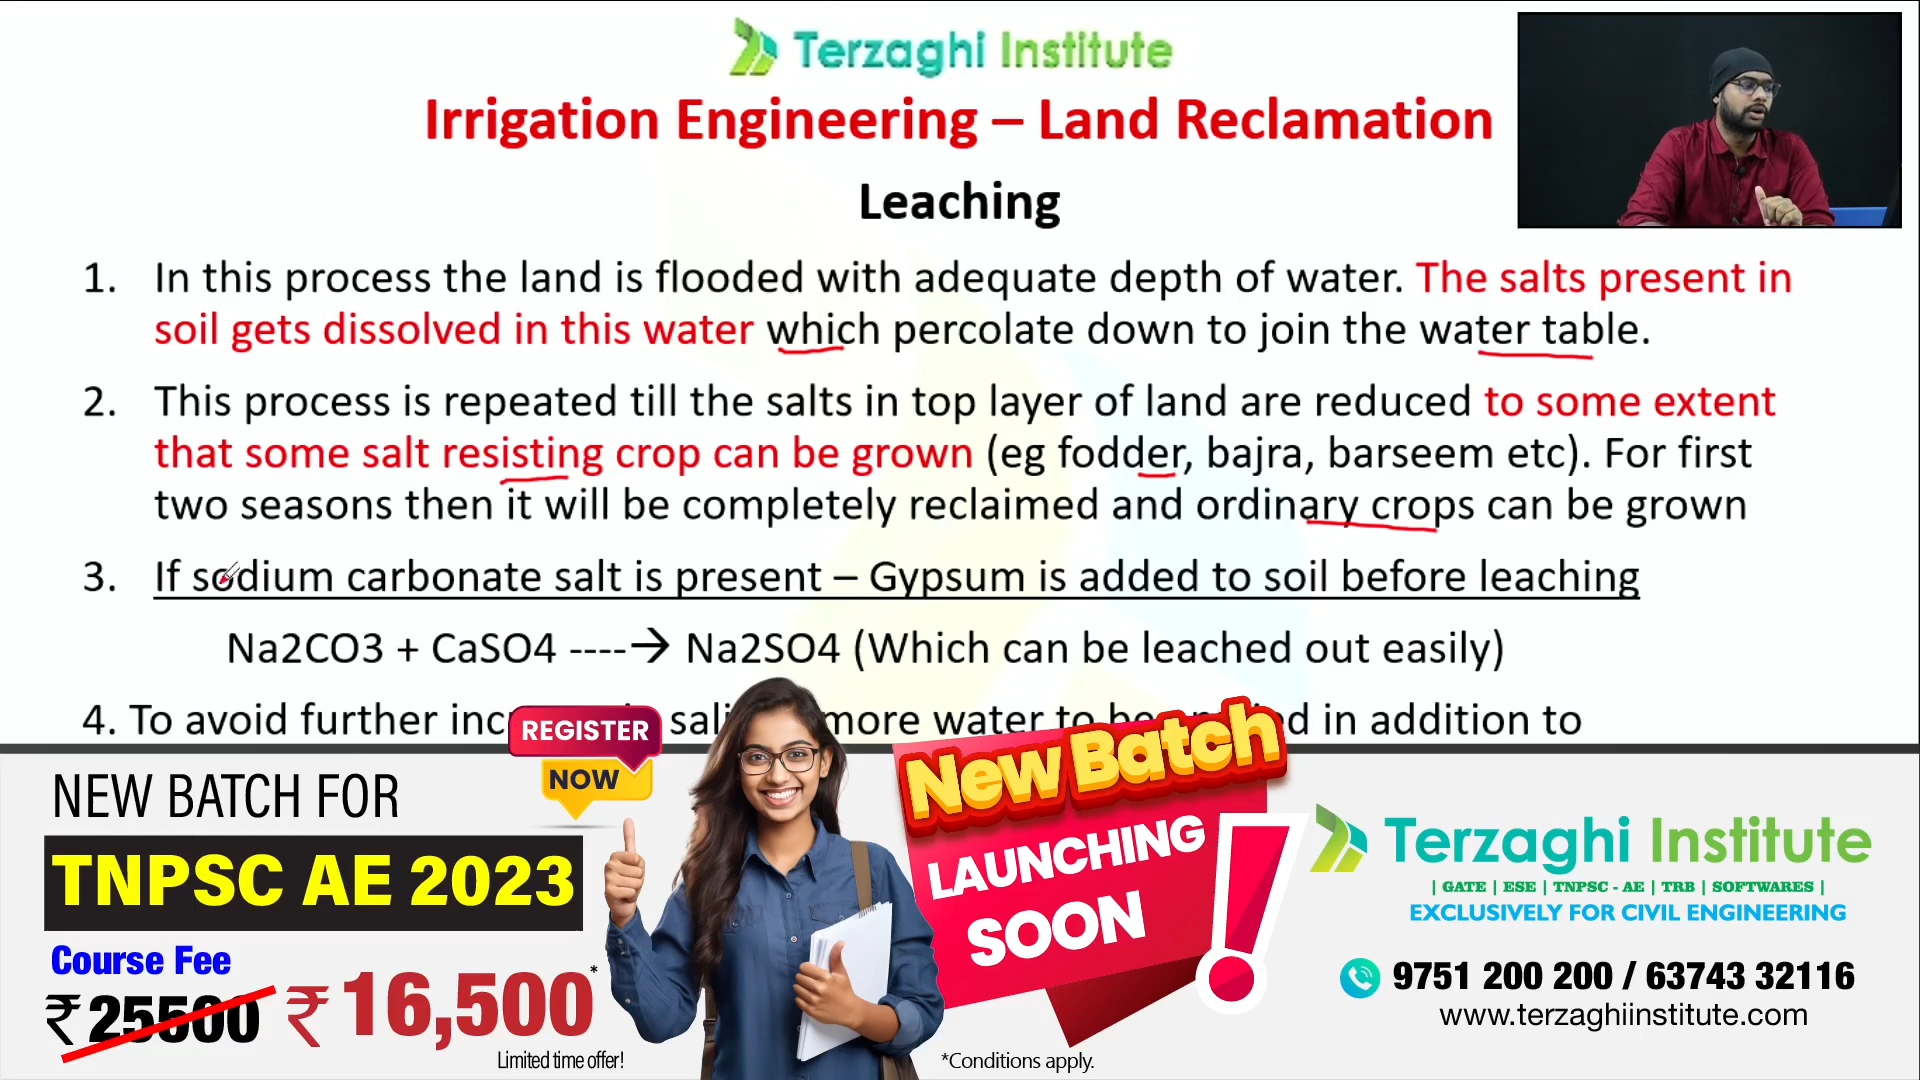 Terzaghi Institute
Irrigation Engineering – Land Reclamation
Leaching
1. In this process the land is flooded with adequate depth of water. The salts present in
soil gets dissolved in this water which percolate down to join the water table.
2. This process is repeated till the salts in top layer of land are reduced to some extent
that some salt resisting crop can be grown (eg fodder, bajra, barseem etc). For first
two seasons then it will be completely reclaimed and ordinary crops can be grown
3. If sodium carbonate salt is present – Gypsum is added to soil before leaching
Na2CO3 + CaSO4 ----→ Na2SO4 (Which can be leached out easily)
4. To avoid further more water to in addition to
REGISTER
NOW
NEW BATCH FOR
TNPSC AE 2023
Course Fee
₹25500 ₹16,500*
Limited time offer!
New Batch
LAUNCHING
SOON
!
*Conditions apply.
Terzaghi Institute
| GATE | ESE | TNPSC - AE | TRB | SOFTWARES |
EXCLUSIVELY FOR CIVIL ENGINEERING
9751 200 200 / 63743 32116
www.terzaghiinstitute.com